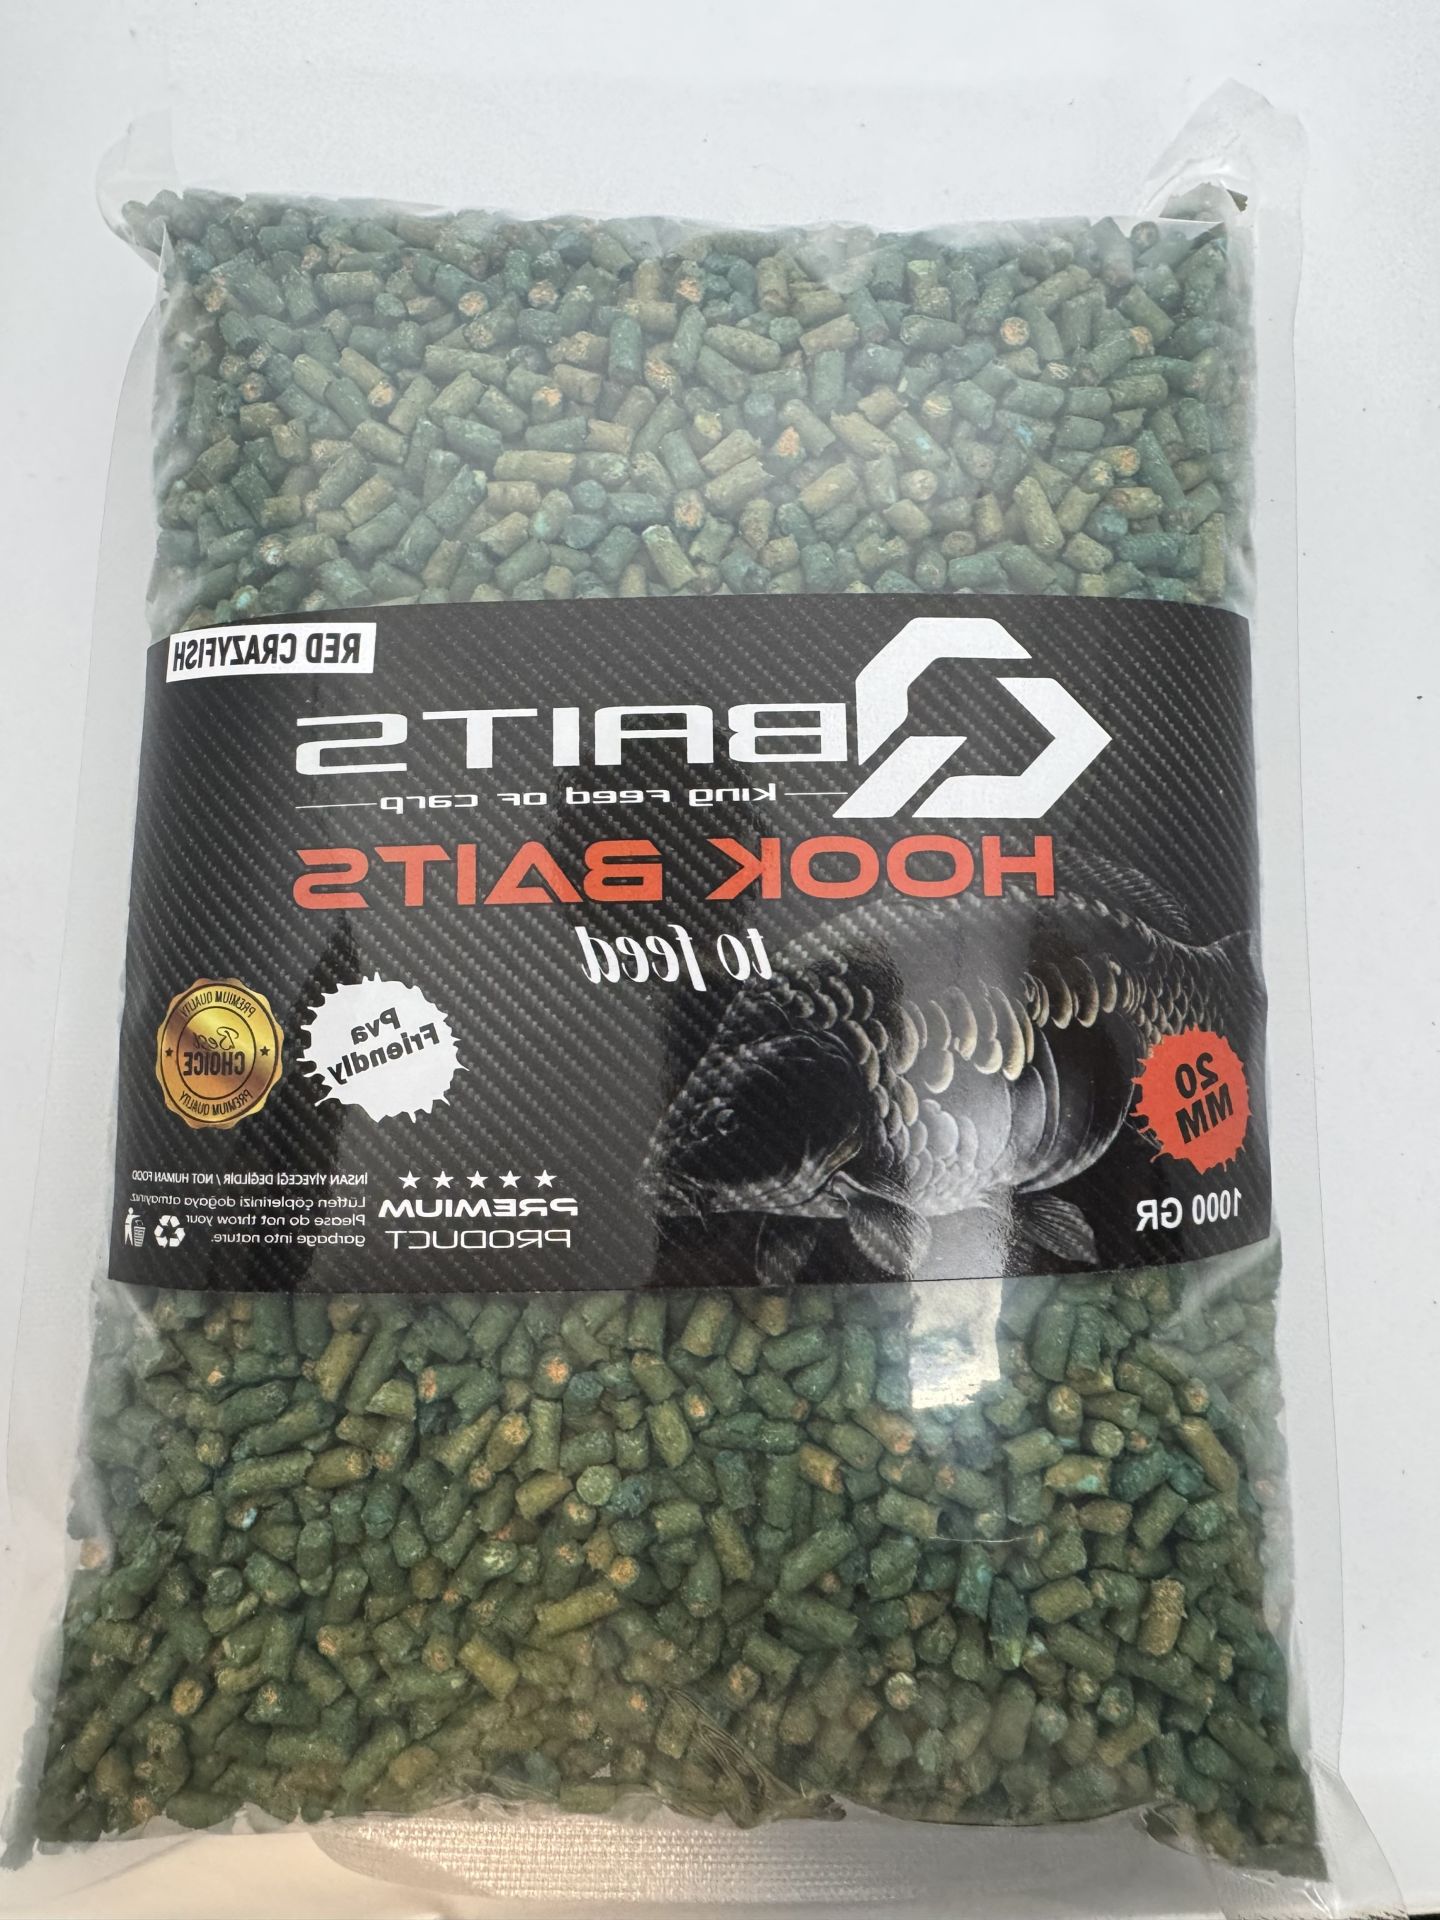 RED CRAZYFISH
BAITS
King Feed of Carp
HOOK BAITS
to feed
Pva
Friendly
PREMIUM QUALITY
Best
CHOICE
PREMIUM QUALITY
20
MM
1000 GR
PREMIUM
PRODUCT
İNSAN YİYECEĞİ DEĞİLDİR / NOT HUMAN FOOD
Lütfen çöplerinizi doğaya atmayınız.
Please do not throw your
garbage into nature.